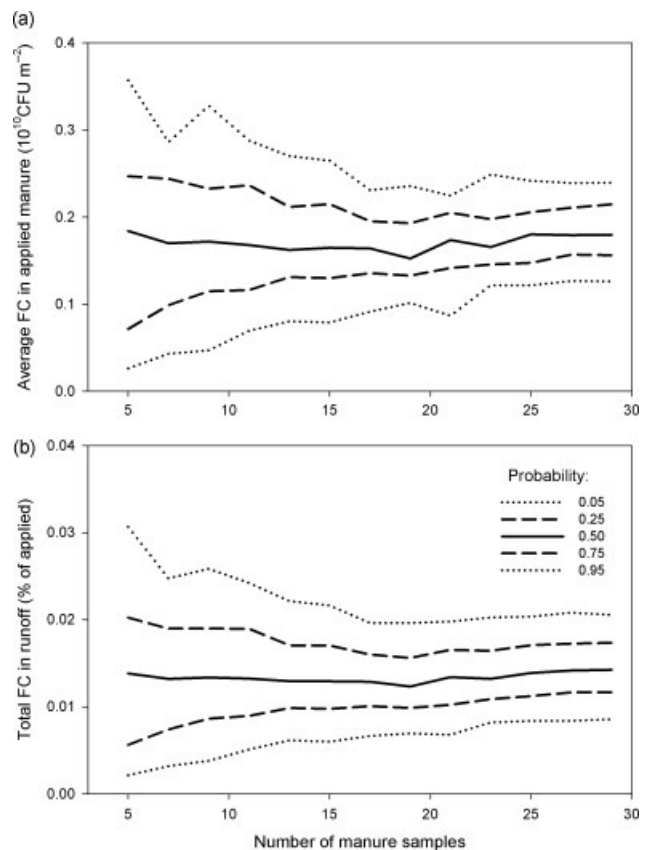 (a)
Average FC in applied manure (10¹⁰CFU m⁻²)
0.4
0.3
0.2
0.1
0.0
5 10 15 20 25 30
(b)
Total FC in runoff (% of applied)
0.04
0.03
0.02
0.01
0.00
Probability:
0.05
0.25
0.50
0.75
0.95
5 10 15 20 25 30
Number of manure samples